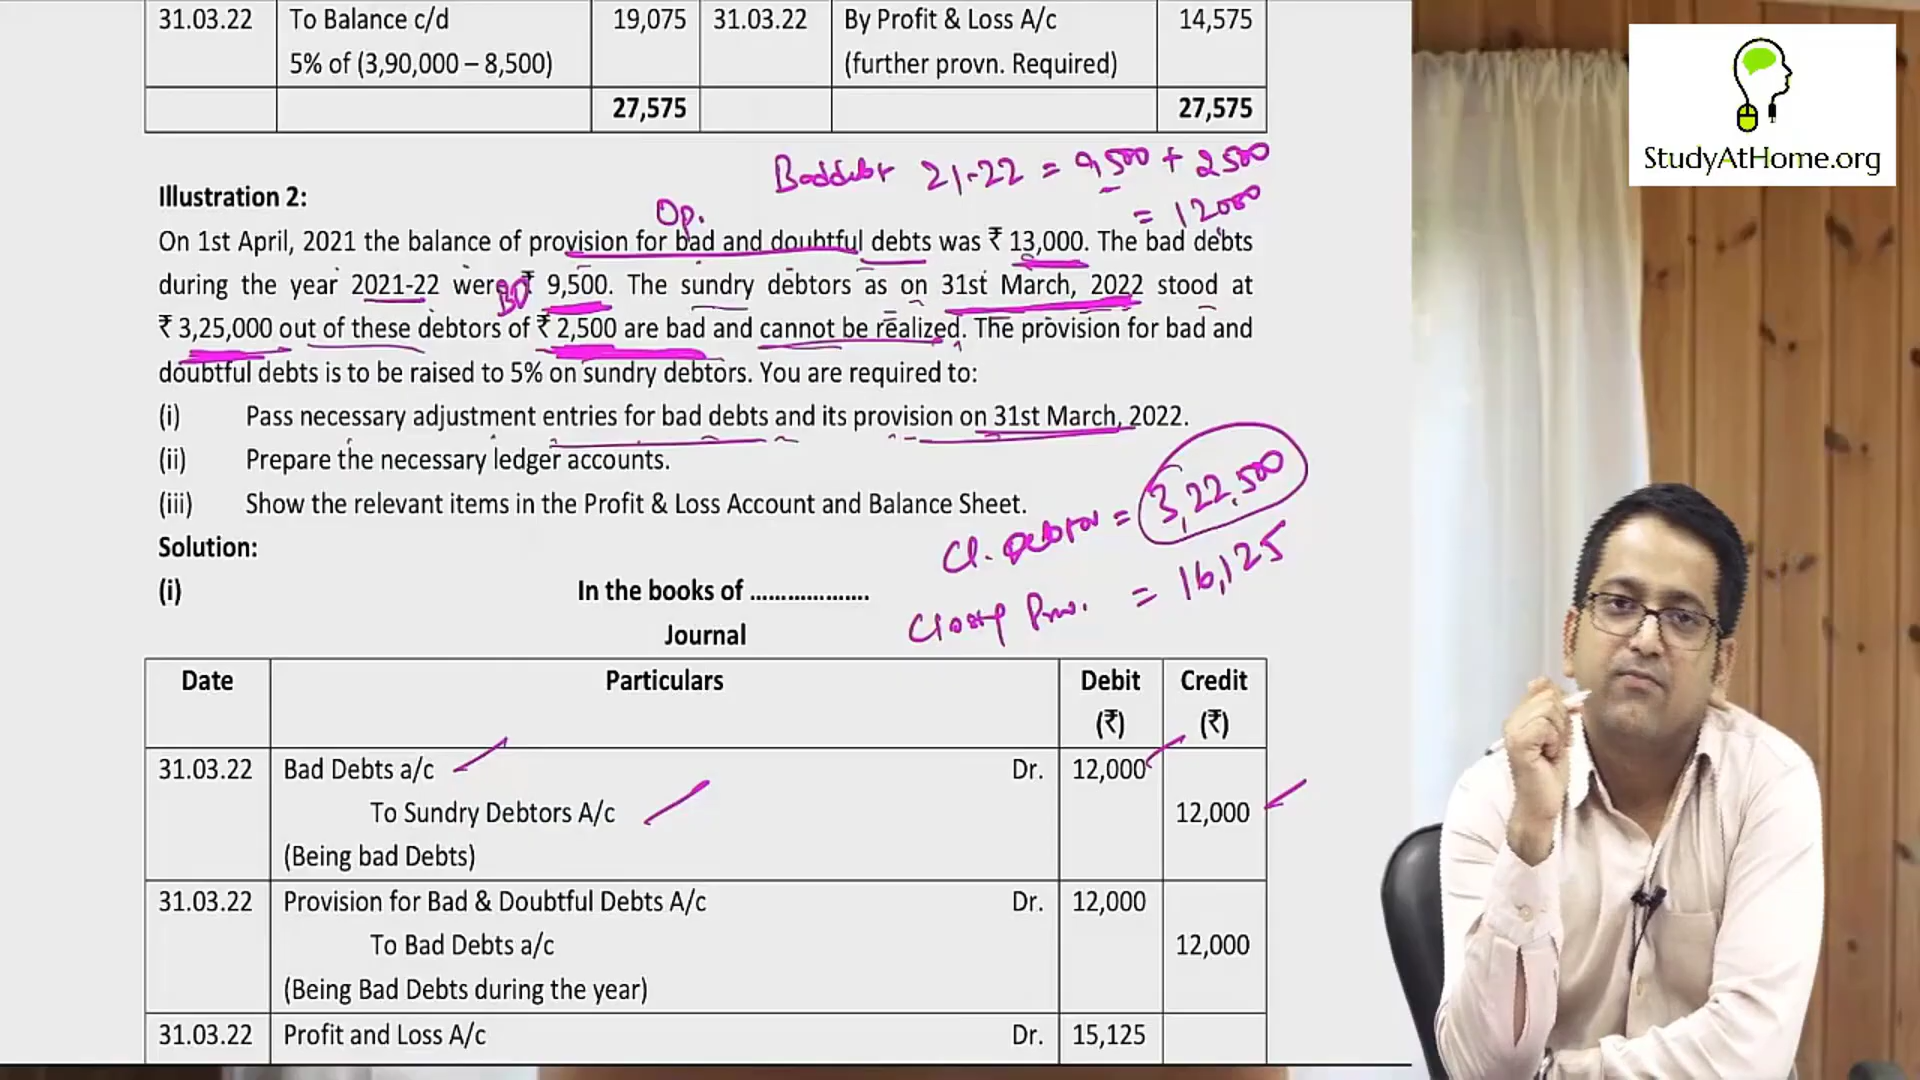 31.03.22 To Balance c/d 19,075 31.03.22 By Profit & Loss A/c 14,575
5% of (3,90,000 – 8,500) (further provn. Required)
27,575 27,575
StudyAtHome.org
Baddebt 21-22 = 9,500 + 2500
= 12000
Illustration 2:
Op.
On 1st April, 2021 the balance of provision for bad and doubtful debts was ₹ 13,000. The bad debts
during the year 2021-22 were ₹ 9,500. The sundry debtors as on 31st March, 2022 stood at
BD
₹ 3,25,000 out of these debtors of ₹ 2,500 are bad and cannot be realized. The provision for bad and
doubtful debts is to be raised to 5% on sundry debtors. You are required to:
(i) Pass necessary adjustment entries for bad debts and its provision on 31st March, 2022.
(ii) Prepare the necessary ledger accounts.
(iii) Show the relevant items in the Profit & Loss Account and Balance Sheet.
Cl. Debtor = 3,22,500
Solution:
(i) In the books of ...................
Prov. = 16,125
Journal
Date Particulars Debit Credit
(₹) (₹)
31.03.22 Bad Debts a/c Dr. 12,000
To Sundry Debtors A/c 12,000
(Being bad Debts)
31.03.22 Provision for Bad & Doubtful Debts A/c Dr. 12,000
To Bad Debts a/c 12,000
(Being Bad Debts during the year)
31.03.22 Profit and Loss A/c Dr. 15,125